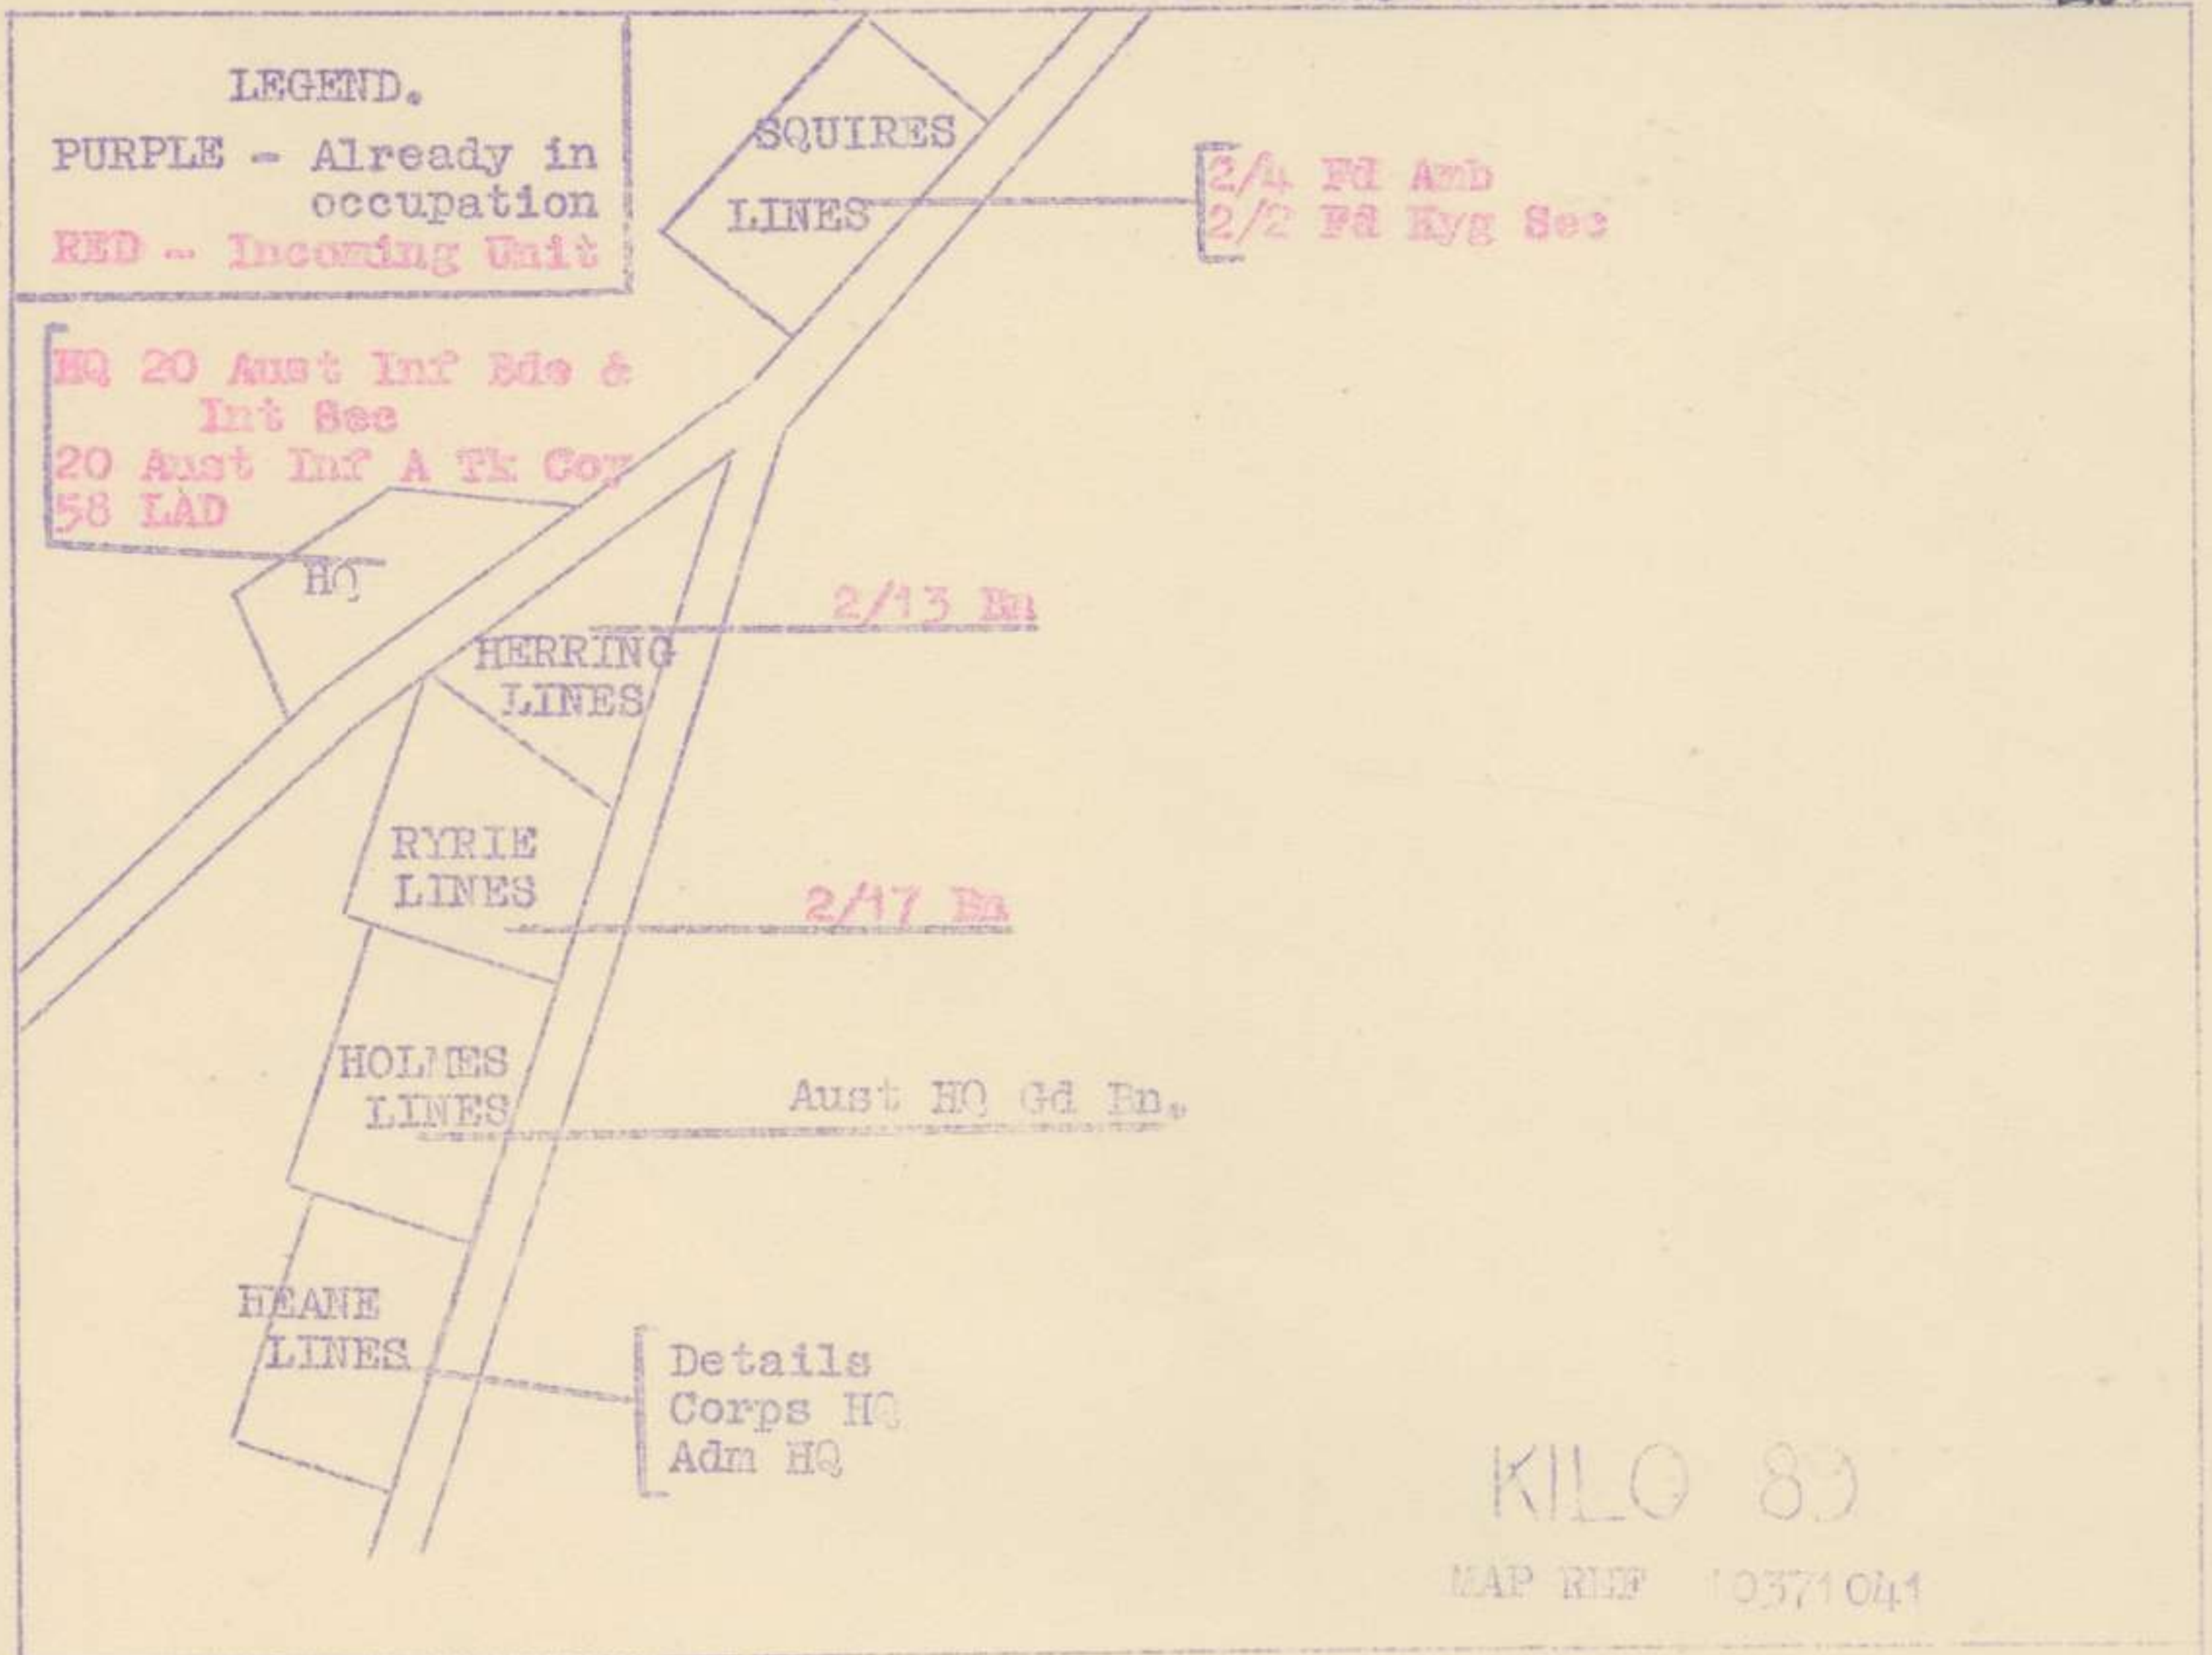 LEGEND.
PURPLE - Already in
occupation
RED - Incoming Unit
SQUIRES
LINES
2/4 Fd Amb
2/2 Fd Hyg Sec
HQ 20 Aust Inf Bde &
Int Sec
20 Aust Inf A Tk Coy
58 LAD
HQ
2/13 Bn
HERRING
LINES
RYRIE
LINES
2/17 Bn
HOLMES
LINES
Aust HQ Gd Bn.
HEANE
LINES
Details
Corps HQ
Adm HQ
KILO 89
MAP REF 10371041